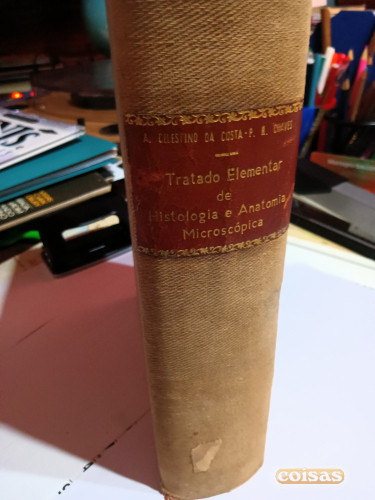 A. CELESTINO DA COSTA - P. R. CHAVES
Tratado Elementar
de
Histologia e Anatomia
Microscópica
coisas